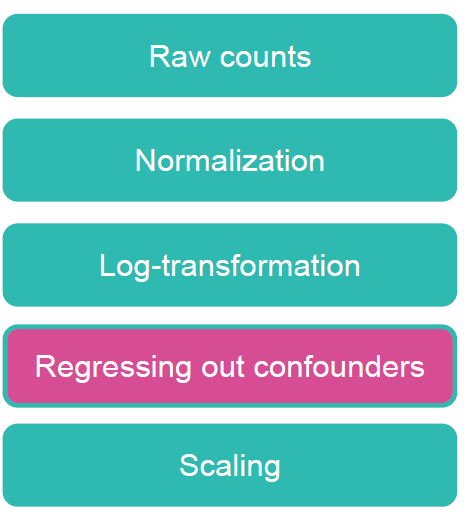 Raw counts
Normalization
Log-transformation
Regressing out confounders
Scaling